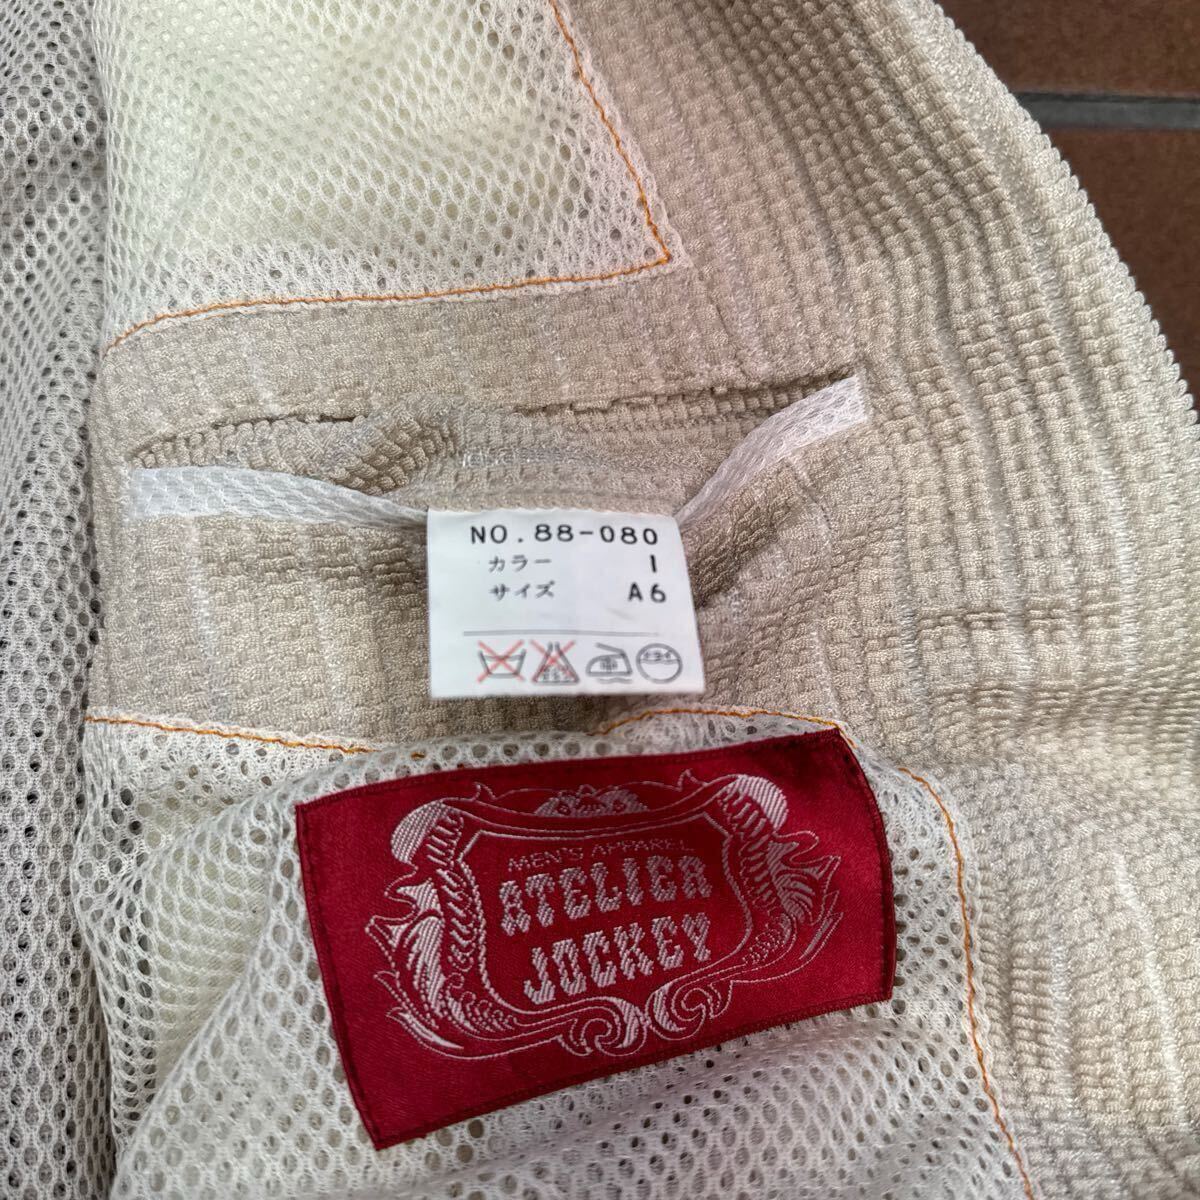 NO.88-080
カラー 1
サイズ A6
MEN'S APPAREL
ATELIER
JOCKEY